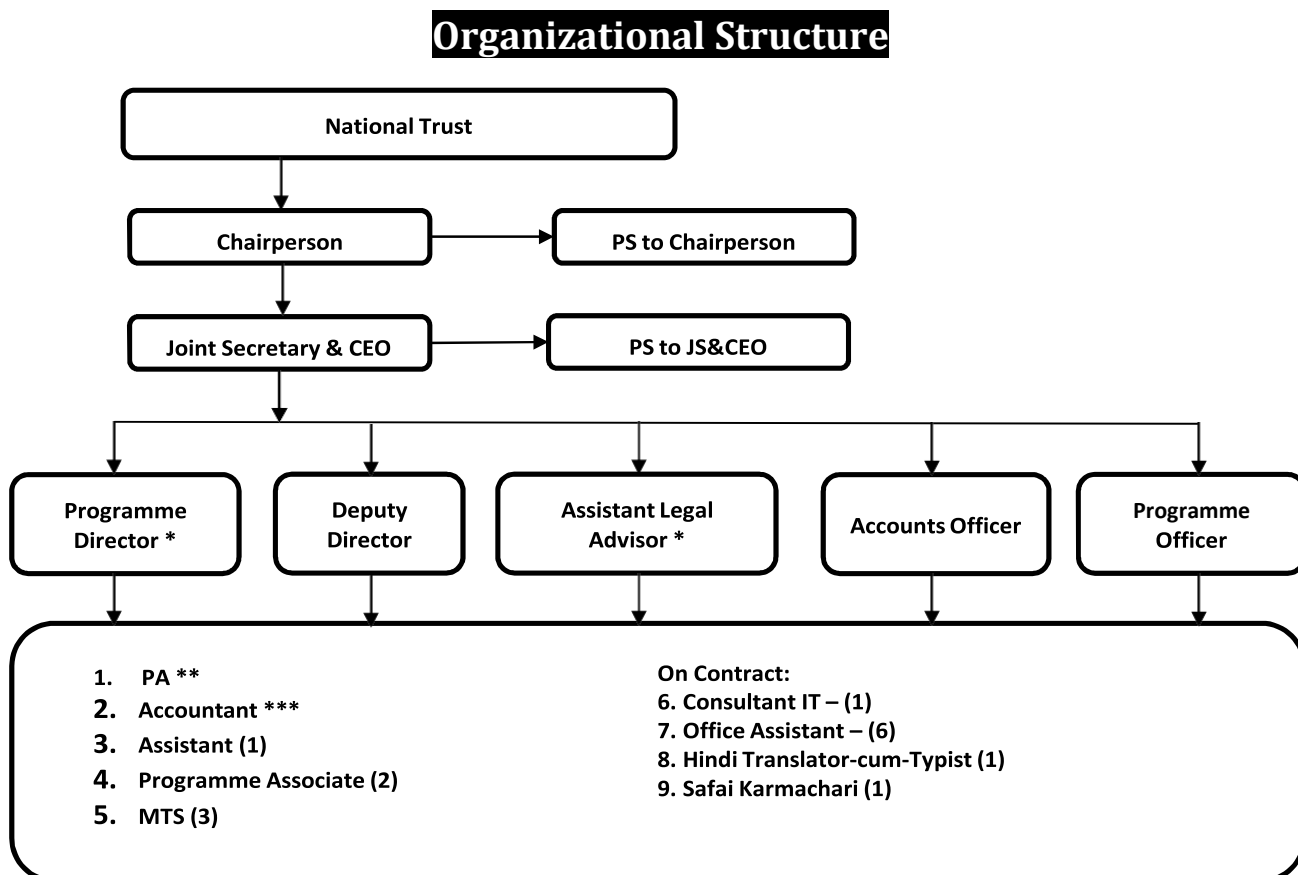 Organizational Structure
National Trust
Chairperson
PS to Chairperson
Joint Secretary & CEO
PS to JS&CEO
Programme
Director *
Deputy
Director
Assistant Legal
Advisor *
Accounts Officer
Programme
Officer
1. PA **
2. Accountant ***
3. Assistant (1)
4. Programme Associate (2)
5. MTS (3)
On Contract:
6. Consultant IT – (1)
7. Office Assistant – (6)
8. Hindi Translator-cum-Typist (1)
9. Safai Karmachari (1)